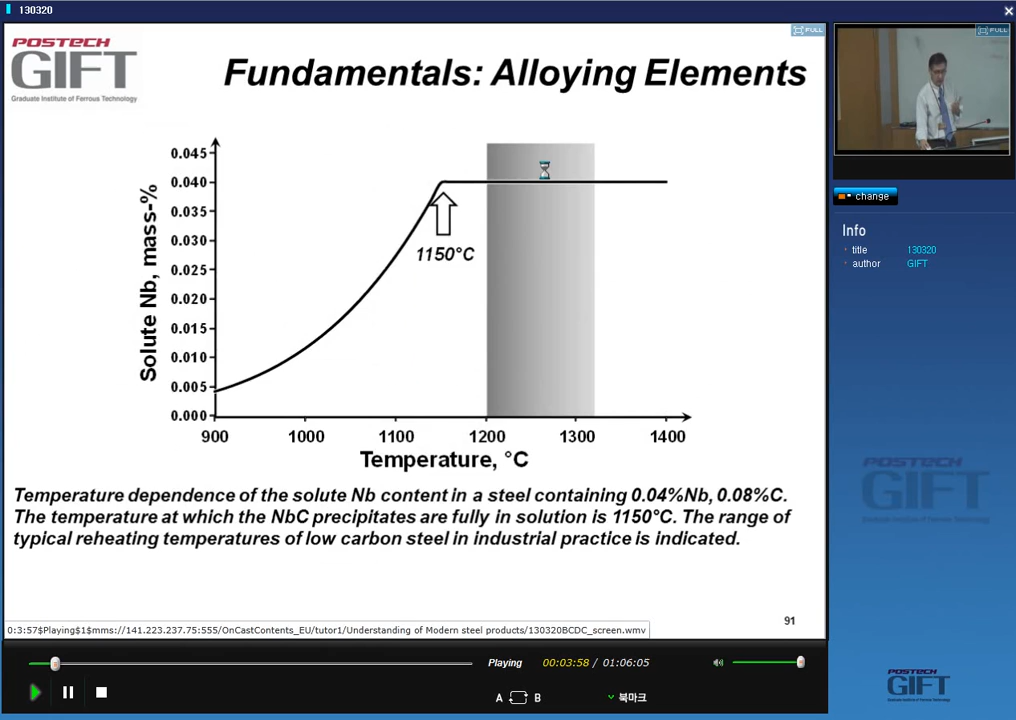 130320
POSTECH
GIFT
Graduate Institute of Ferrous Technology
Fundamentals: Alloying Elements
FULL
FULL
change
Info
title 130320
author GIFT
Solute Nb, mass-%
0.045
0.040
0.035
0.030
0.025
0.020
0.015
0.010
0.005
0.000
1150°C
900 1000 1100 1200 1300 1400
Temperature, °C
Temperature dependence of the solute Nb content in a steel containing 0.04%Nb, 0.08%C.
The temperature at which the NbC precipitates are fully in solution is 1150°C. The range of
typical reheating temperatures of low carbon steel in industrial practice is indicated.
91
POSTECH
GIFT
0:3:57$Playing$1$mms://141.223.237.75:555/OnCastContents_EU/tutor1/Understanding of Modern steel products/130320BCDC_screen.wmv
Playing 00:03:58 / 01:06:05
A B 북마크
POSTECH
GIFT